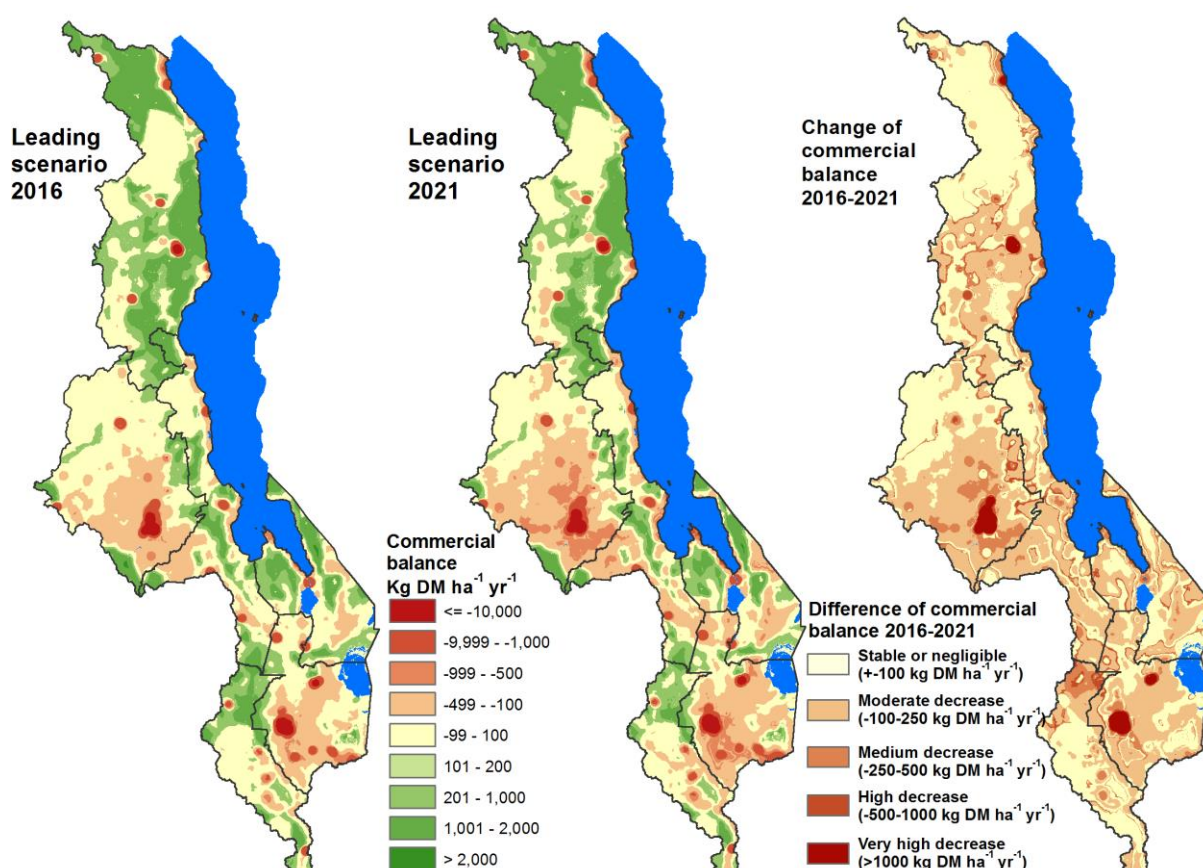 Leading
scenario
2016
Leading
scenario
2021
Change of
commercial
balance
2016-2021
Commercial
balance
Kg DM ha⁻¹ yr⁻¹
<= -10,000
-9,999 - -1,000
-999 - -500
-499 - -100
-99 - 100
101 - 200
201 - 1,000
1,001 - 2,000
> 2,000
Difference of commercial
balance 2016-2021
Stable or negligible
(+-100 kg DM ha⁻¹ yr⁻¹)
Moderate decrease
(-100-250 kg DM ha⁻¹ yr⁻¹)
Medium decrease
(-250-500 kg DM ha⁻¹ yr⁻¹)
High decrease
(-500-1000 kg DM ha⁻¹ yr⁻¹)
Very high decrease
(>1000 kg DM ha⁻¹ yr⁻¹)